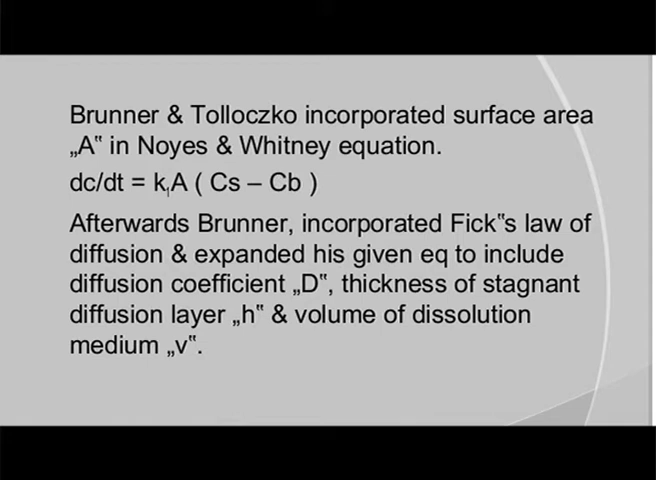 Brunner & Tolloczko incorporated surface area
„A‟ in Noyes & Whitney equation.
dc/dt = k₁A ( Cs – Cb )
Afterwards Brunner, incorporated Fick‟s law of
diffusion & expanded his given eq to include
diffusion coefficient „D‟, thickness of stagnant
diffusion layer „h‟ & volume of dissolution
medium „v‟.